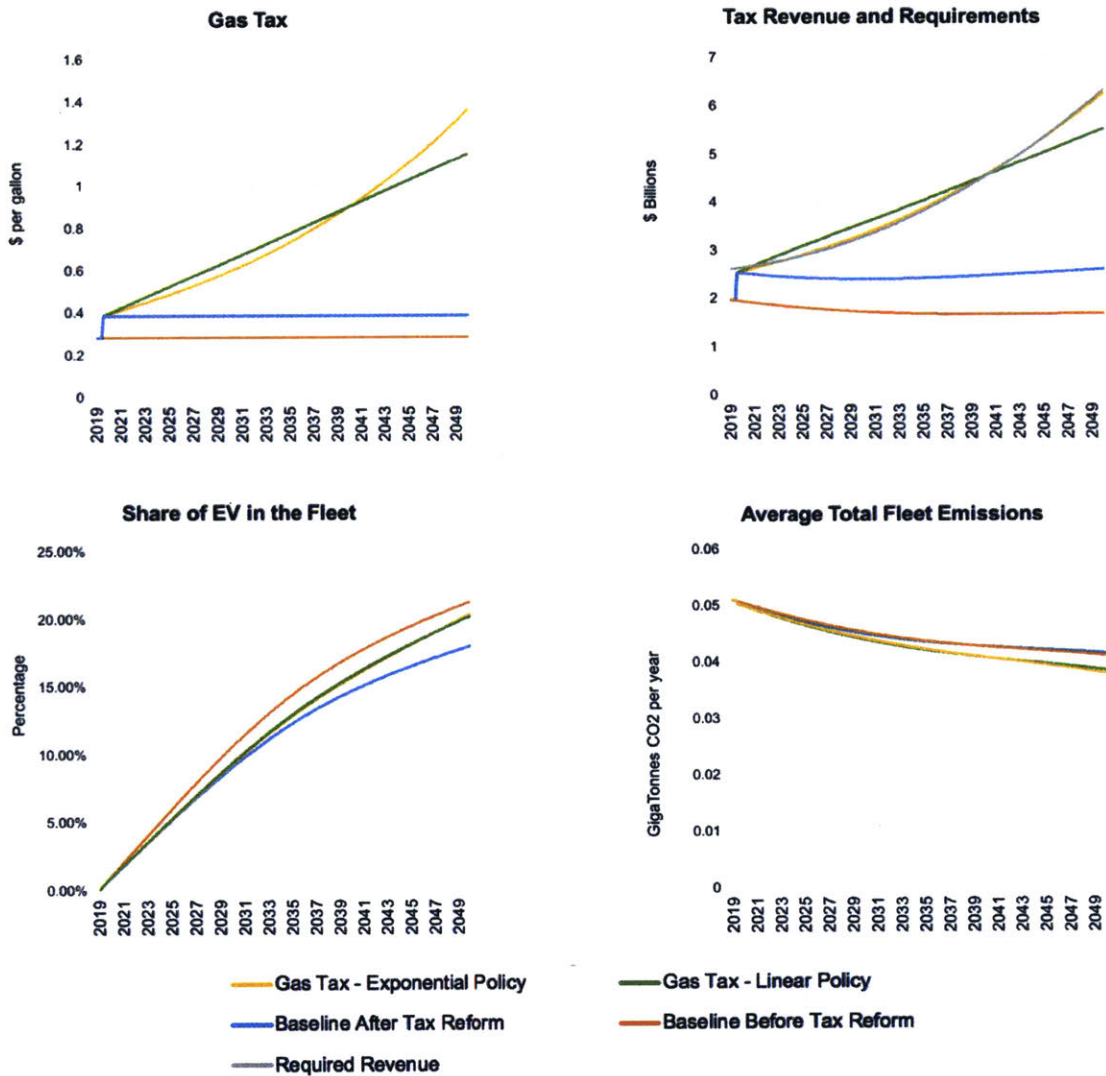 Gas Tax
1.6
1.4
1.2
1
0.8
0.6
0.4
0.2
0
$ per gallon
2019 2021 2023 2025 2027 2029 2031 2033 2035 2037 2039 2041 2043 2045 2047 2049
Tax Revenue and Requirements
7
6
5
4
3
2
1
0
$ Billions
2019 2021 2023 2025 2027 2029 2031 2033 2035 2037 2039 2041 2043 2045 2047 2049
Share of EV in the Fleet
25.00%
20.00%
15.00%
10.00%
5.00%
0.00%
Percentage
2019 2021 2023 2025 2027 2029 2031 2033 2035 2037 2039 2041 2043 2045 2047 2049
Average Total Fleet Emissions
0.06
0.05
0.04
0.03
0.02
0.01
0
GigaTonnes CO2 per year
2019 2021 2023 2025 2027 2029 2031 2033 2035 2037 2039 2041 2043 2045 2047 2049
Gas Tax - Exponential Policy
Gas Tax - Linear Policy
Baseline After Tax Reform
Baseline Before Tax Reform
Required Revenue